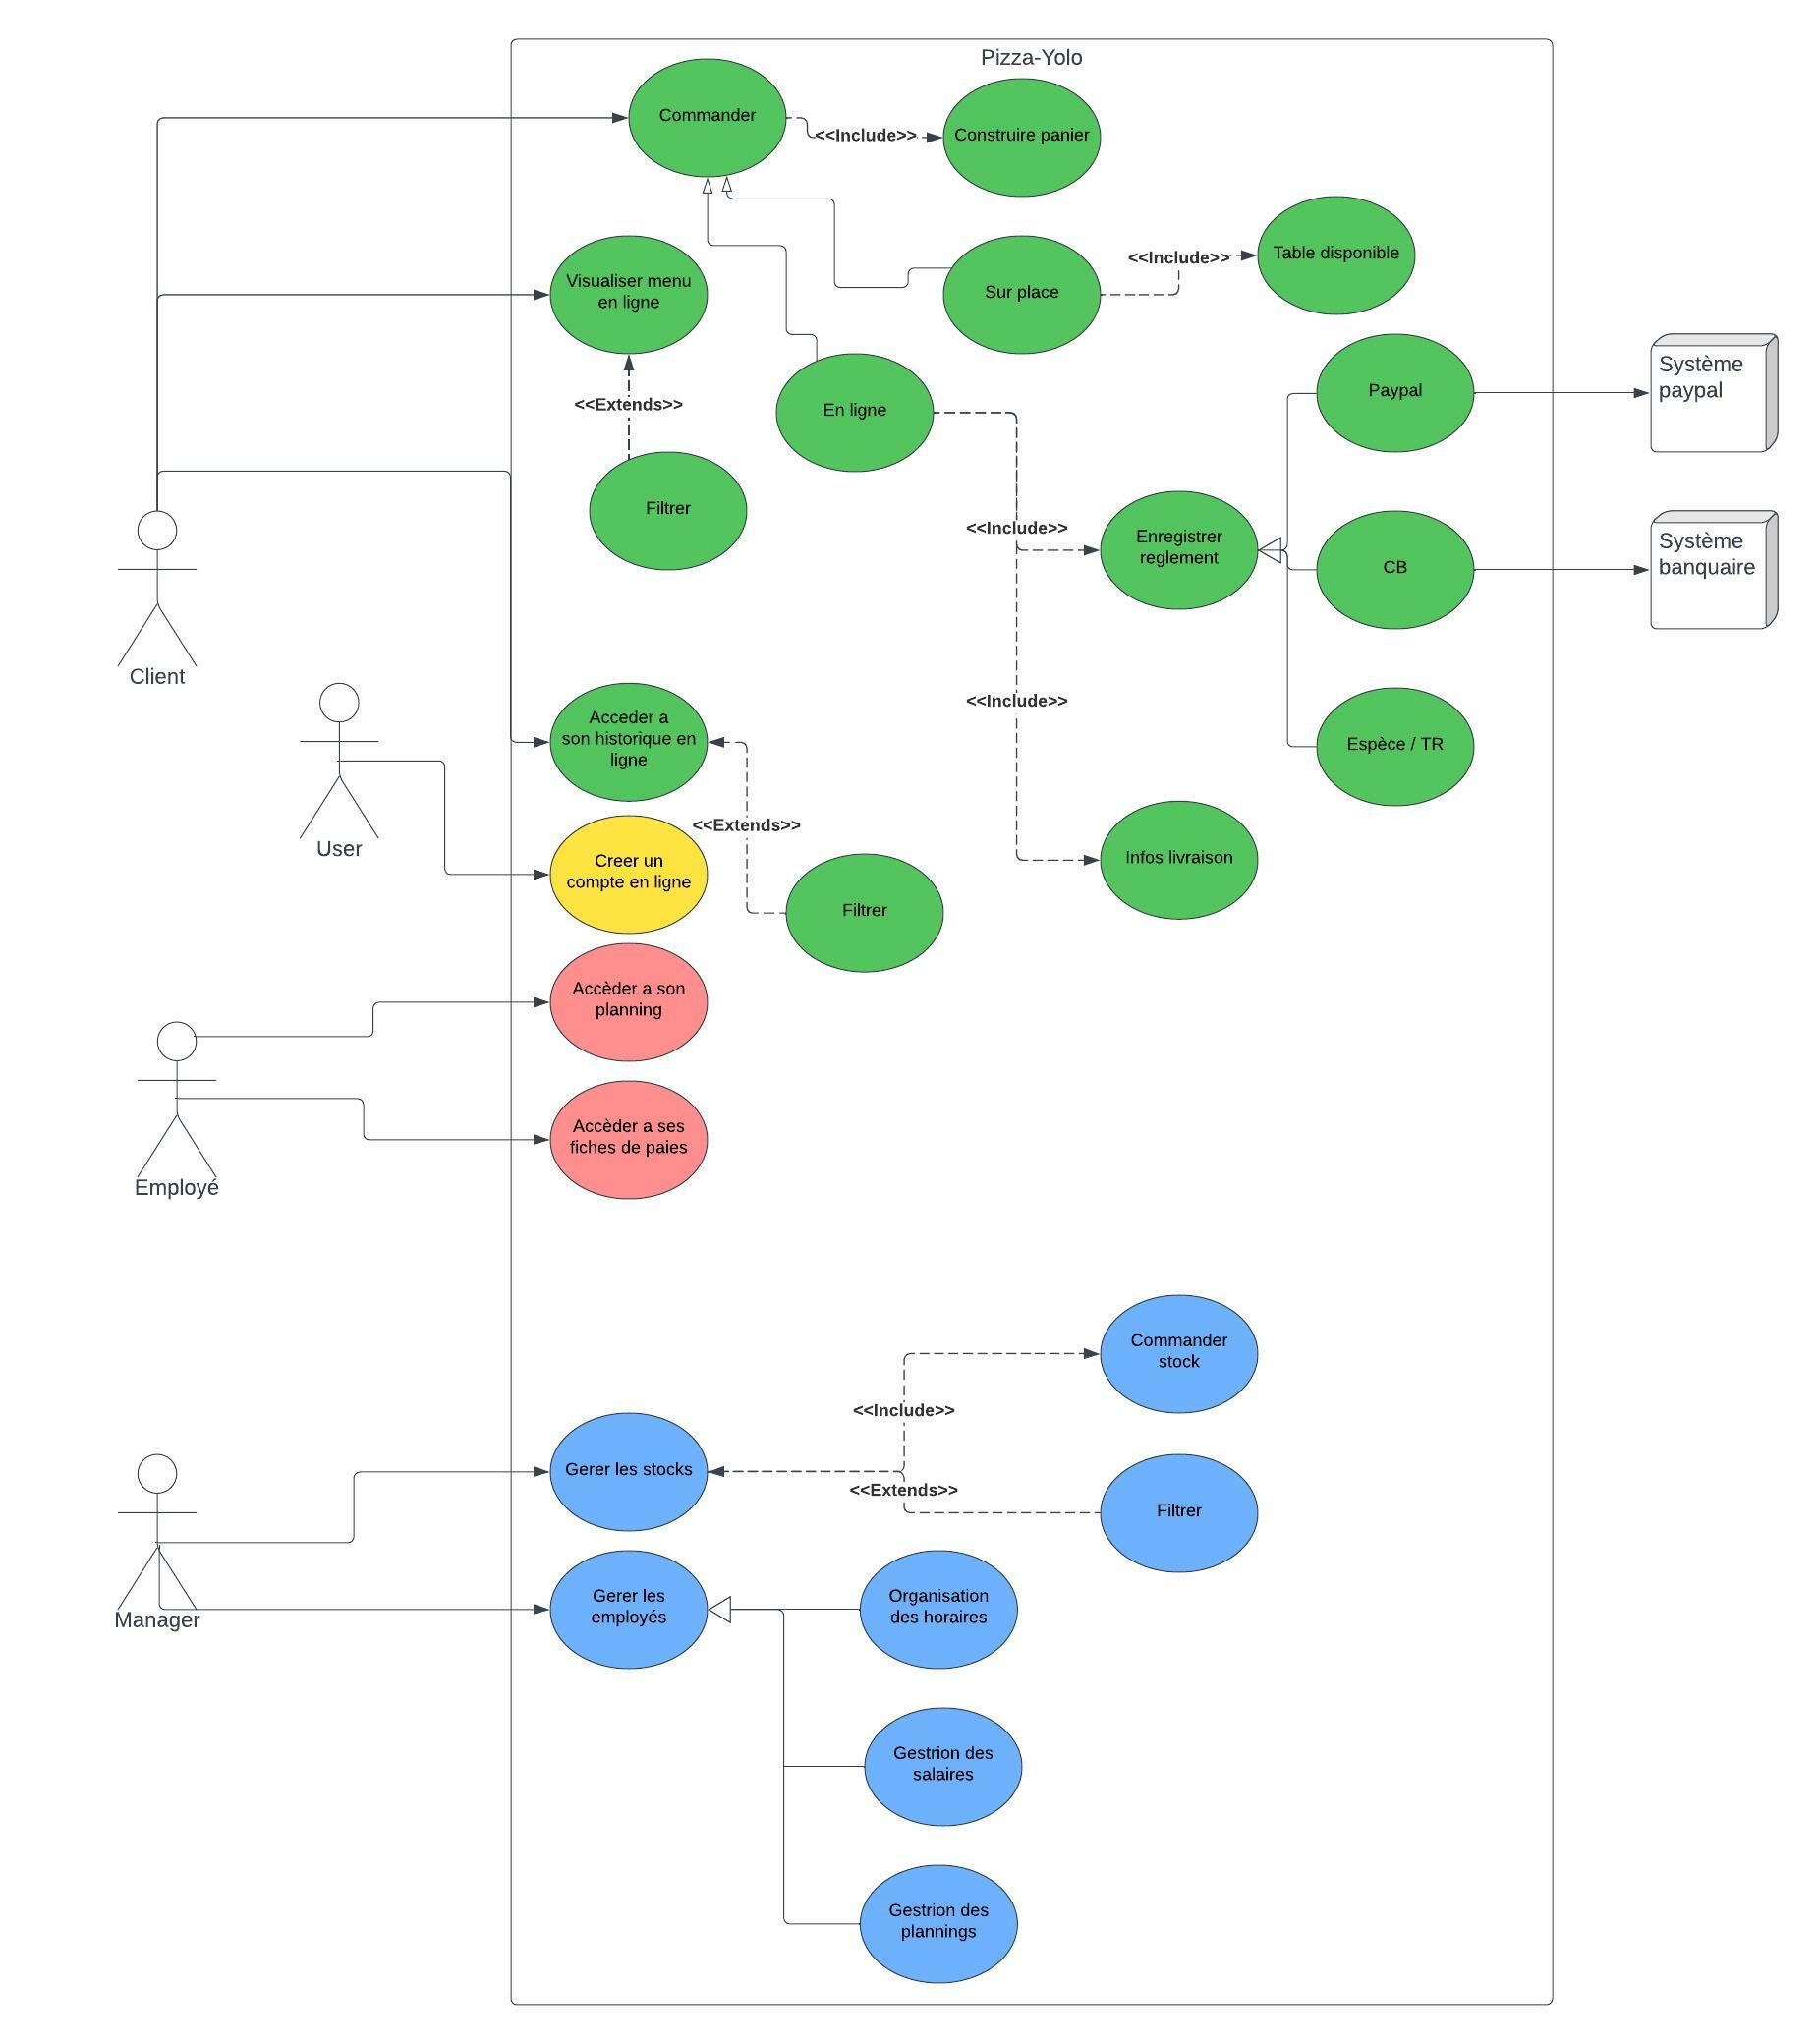 Pizza-Yolo
Commander
<<Include>>
Construire panier
Visualiser menu
en ligne
Sur place
<<Include>>
Table disponible
<<Extends>>
En ligne
Paypal
Système
paypal
Filtrer
<<Include>>
Enregistrer
reglement
CB
Système
banquaire
Client
User
Acceder a
son historique en
ligne
<<Include>>
Espèce / TR
<<Extends>>
Creer un
compte en ligne
Filtrer
Infos livraison
Accèder a son
planning
Employé
Accèder a ses
fiches de paies
Commander
stock
<<Include>>
Gerer les stocks
<<Extends>>
Filtrer
Manager
Gerer les
employés
Organisation
des horaires
Gestrion des
salaires
Gestrion des
plannings